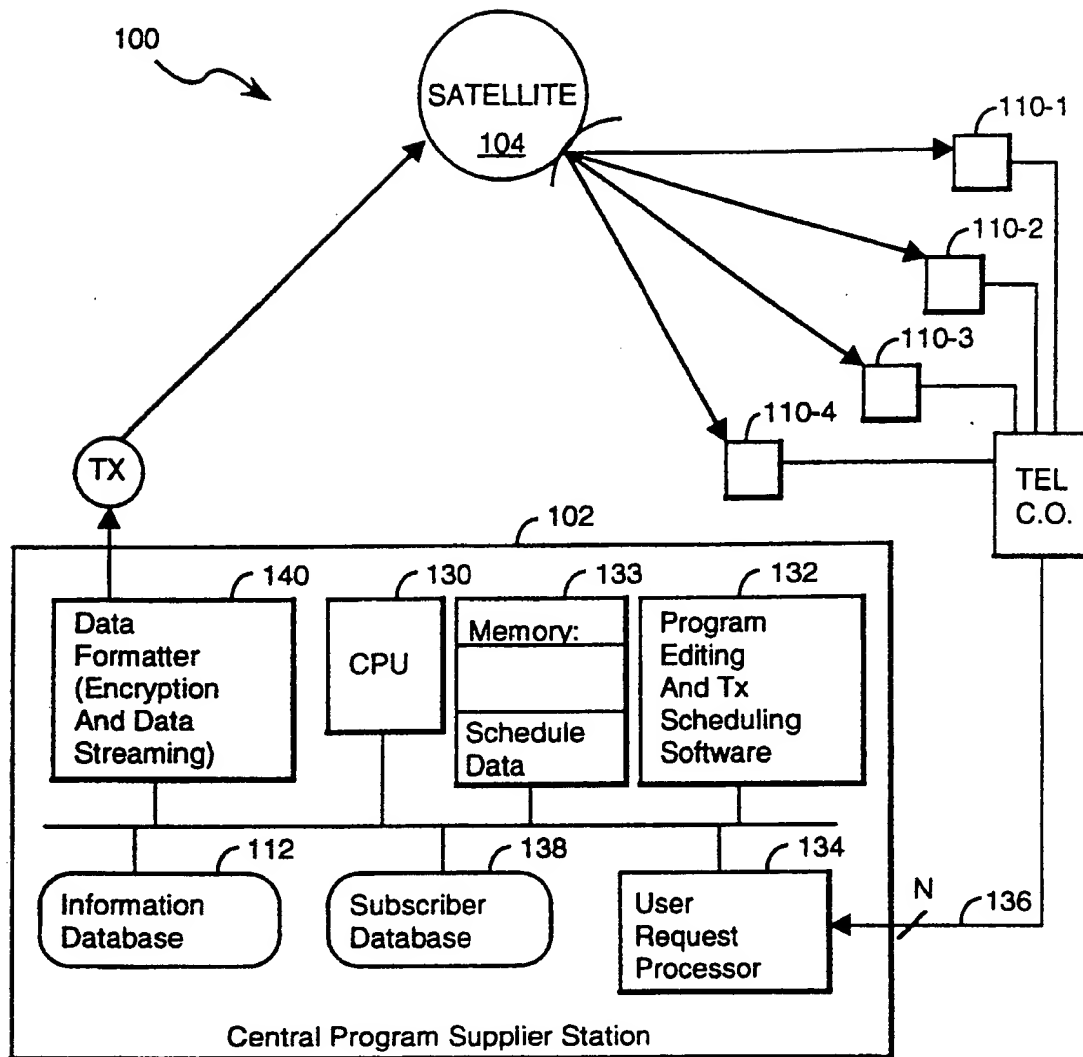 100
SATELLITE
104
110-1
110-2
110-3
110-4
TX
TEL
C.O.
102
140
130
133
132
Data
Formatter
(Encryption
And Data
Streaming)
CPU
Memory:
Schedule
Data
Program
Editing
And Tx
Scheduling
Software
112
138
134
Information
Database
Subscriber
Database
User
Request
Processor
N
136
Central Program Supplier Station